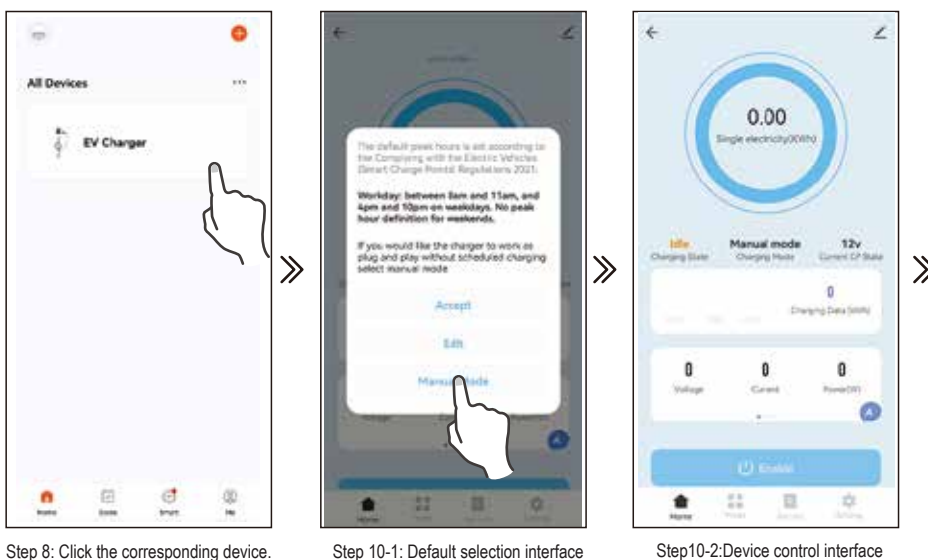 All Devices
EV Charger
Home
Scene
Smart
Me
Step 8: Click the corresponding device.
The default peak hours is set according to
the Complying with the Electric Vehicles
(Smart Charge Points) Regulations 2021.
Workday: between 8am and 11am, and
4pm and 10pm on weekdays. No peak
hour definition for weekends.
If you would like the charger to work as
plug and play without scheduled charging
select manual mode
Accept
Edit
Manual Mode
Home
Step 10-1: Default selection interface
0.00
Single electricity(KWh)
Idle
Manual mode
12v
Charging State
Charging Mode
Current CP State
0
Charging Data (kWh)
0
0
0
Voltage
Current
Power(W)
A
Enable
Home
Step10-2:Device control interface